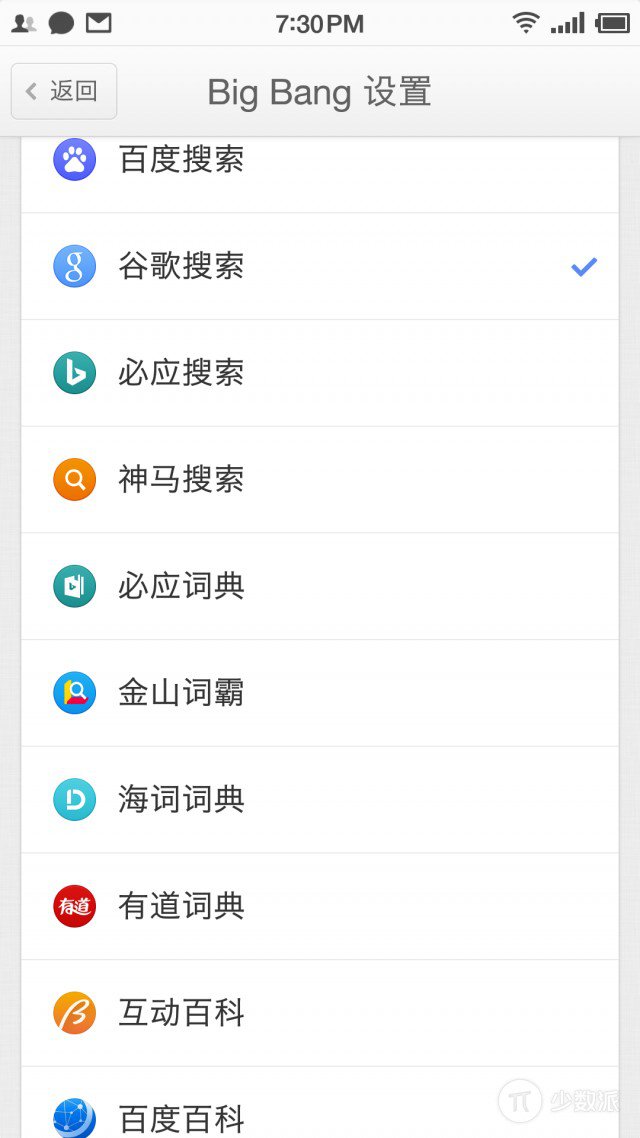 7:30PM
返回
Big Bang 设置
百度搜索
谷歌搜索
必应搜索
神马搜索
必应词典
金山词霸
海词词典
有道
有道词典
互动百科
百度百科
π 少数派